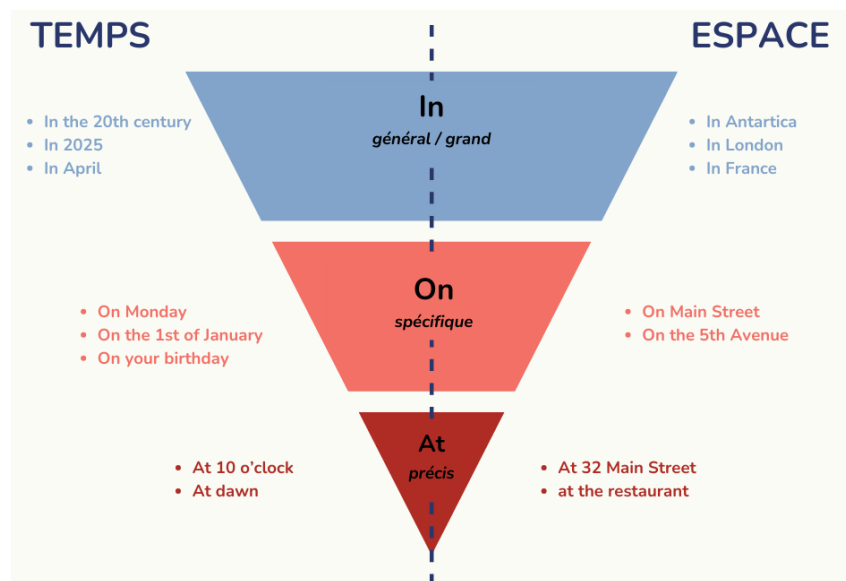 TEMPS
ESPACE
In
général / grand
In the 20th century
In 2025
In April
In Antartica
In London
In France
On
spécifique
On Monday
On the 1st of January
On your birthday
On Main Street
On the 5th Avenue
At
précis
At 10 o'clock
At dawn
At 32 Main Street
at the restaurant